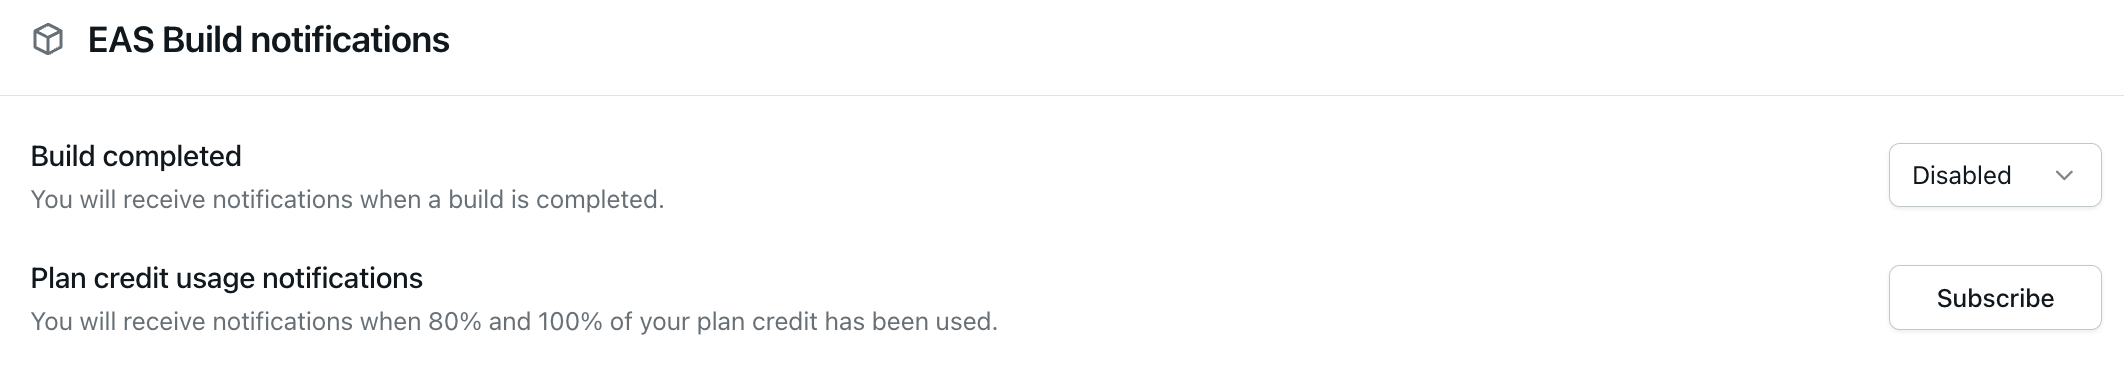 EAS Build notifications
Build completed
You will receive notifications when a build is completed.
Disabled
Plan credit usage notifications
You will receive notifications when 80% and 100% of your plan credit has been used.
Subscribe